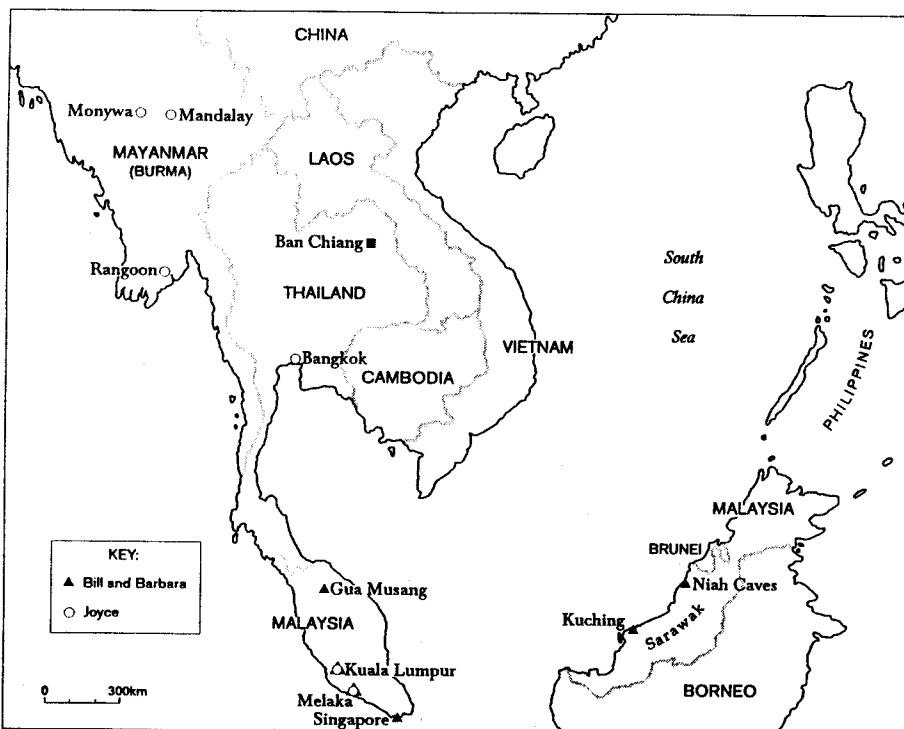 CHINA
Monywa
Mandalay
MAYANMAR
(BURMA)
LAOS
Ban Chiang
South
China
Sea
Rangoon
THAILAND
VIETNAM
Bangkok
CAMBODIA
PHILIPPINES
MALAYSIA
BRUNEI
KEY:
Bill and Barbara
Joyce
Gua Musang
Niah Caves
MALAYSIA
Kuching
Sarawak
Kuala Lumpur
0 300km
Melaka
Singapore
BORNEO